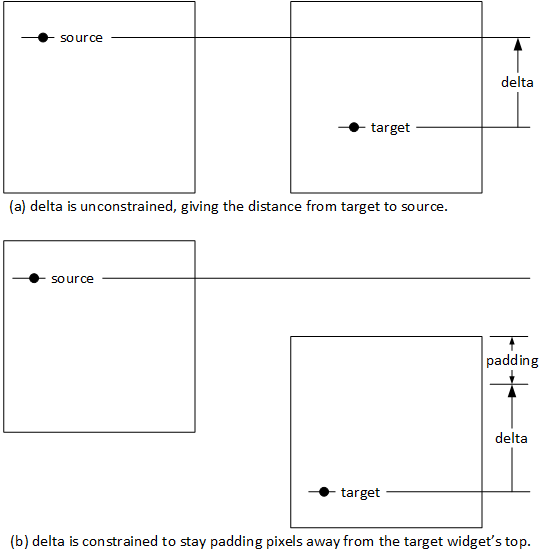 source
delta
target
(a) delta is unconstrained, giving the distance from target to source.
source
padding
delta
target
(b) delta is constrained to stay padding pixels away from the target widget’s top.